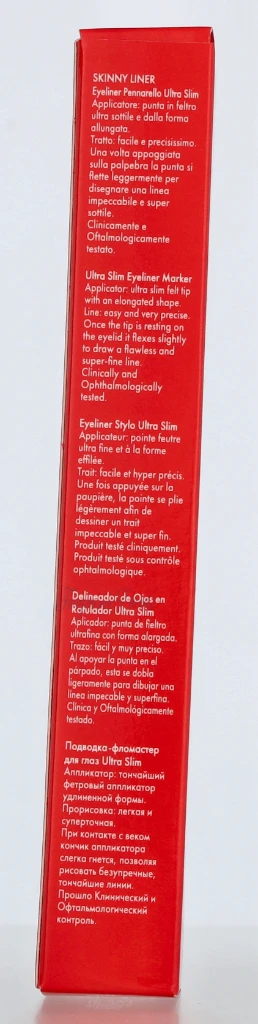 SKINNY LINER
Eyeliner Pennarello Ultra Slim
Applicatore: punta in feltro
ultra sottile e dalla forma
allungata.
Tratto: facile e precisissimo.
Una volta appoggiata
sulla palpebra la punta si
flette leggermente per
disegnare una linea
impeccabile e super
sottile.
Clinicamente e
Oftalmologicamente
testato.
Ultra Slim Eyeliner Marker
Applicator: ultra slim felt tip
with an elongated shape.
Line: easy and very precise.
Once the tip is resting on
the eyelid it flexes slightly
to draw a flawless and
super-fine line.
Clinically and
Ophthalmologically
tested.
Eyeliner Stylo Ultra Slim
Applicateur: pointe feutre
ultra fine et à la forme
effilée.
Trait: facile et hyper précis.
Une fois appuyée sur la
paupière, la pointe se plie
légèrement afin de
dessiner un trait
impeccable et super fin.
Produit testé cliniquement.
Produit testé sous contrôle
ophtalmologique.
Delineador de Ojos en
Rotulador Ultra Slim
Aplicador: punta de fieltro
ultrafina con forma alargada.
Trazo: fácil y muy preciso.
Al apoyar la punta en el
párpado, esta se dobla
ligeramente para dibujar una
línea impecable y superfina.
Clínica y Oftalmológicamente
testado.
Подводка-фломастер
для глаз Ultra Slim
Аппликатор: тончайший
фетровый аппликатор
удлиненной формы.
Прорисовка: легкая и
суперточная.
При контакте с веком
кончик аппликатора
слегка гнется, позволяя
рисовать безупречные,
тончайшие линии.
Прошло Клинический и
Офтальмологический
контроль.